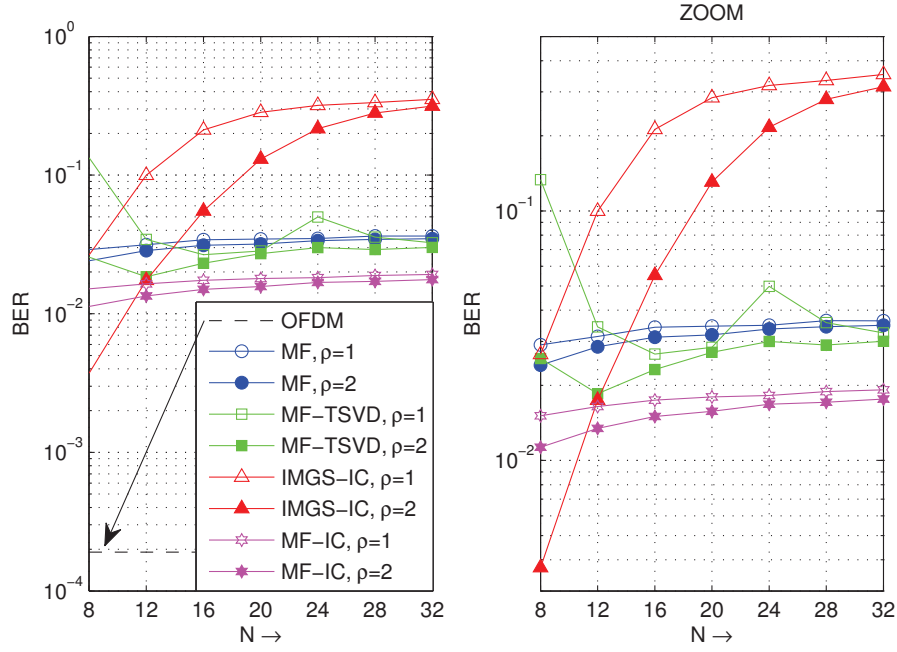 ZOOM
10^0
10^-1
10^-2
10^-3
10^-4
BER
8 12 16 20 24 28 32
N →
OFDM
MF, ρ=1
MF, ρ=2
MF−TSVD, ρ=1
MF−TSVD, ρ=2
IMGS−IC, ρ=1
IMGS−IC, ρ=2
MF−IC, ρ=1
MF−IC, ρ=2
10^-1
10^-2
BER
8 12 16 20 24 28 32
N →